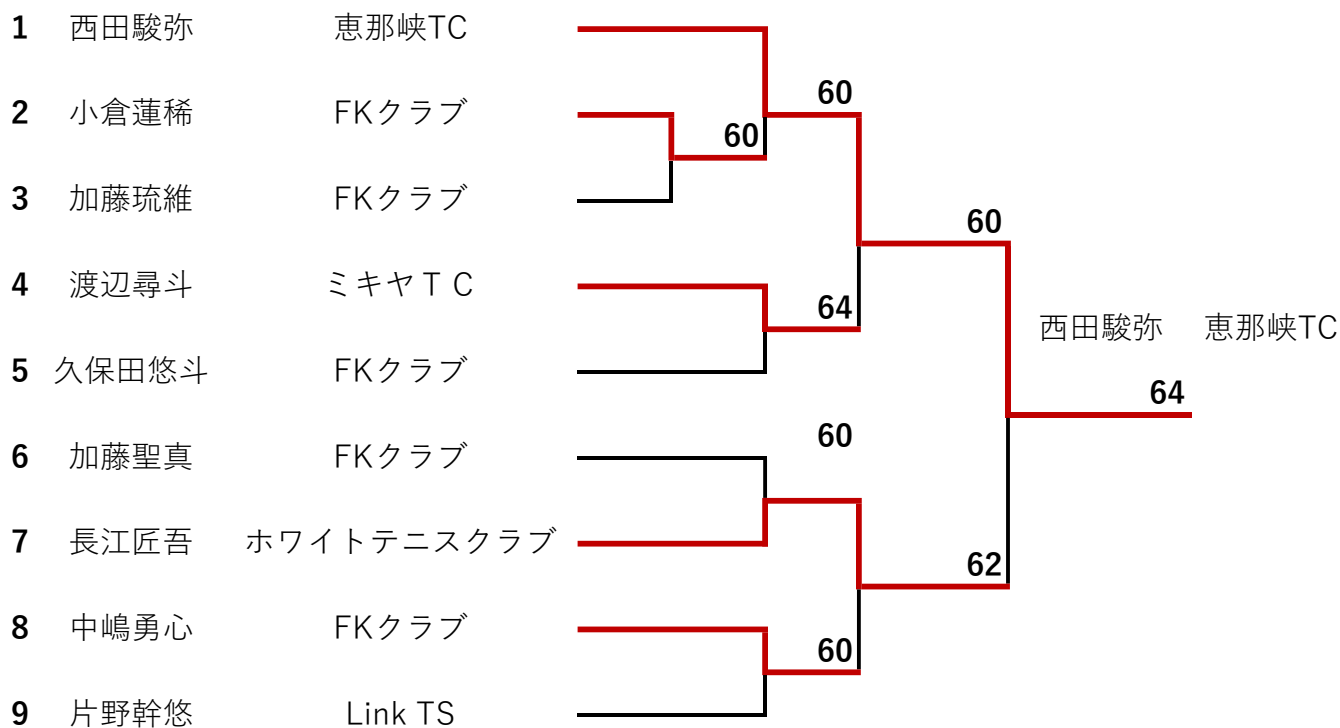 1 西田駿弥 恵那峡TC
60
2 小倉蓮稀 FKクラブ
60
3 加藤琉維 FKクラブ
60
4 渡辺尋斗 ミキヤＴＣ
64
西田駿弥 恵那峡TC
5 久保田悠斗 FKクラブ
64
60
6 加藤聖真 FKクラブ
7 長江匠吾 ホワイトテニスクラブ
62
8 中嶋勇心 FKクラブ
60
9 片野幹悠 Link TS